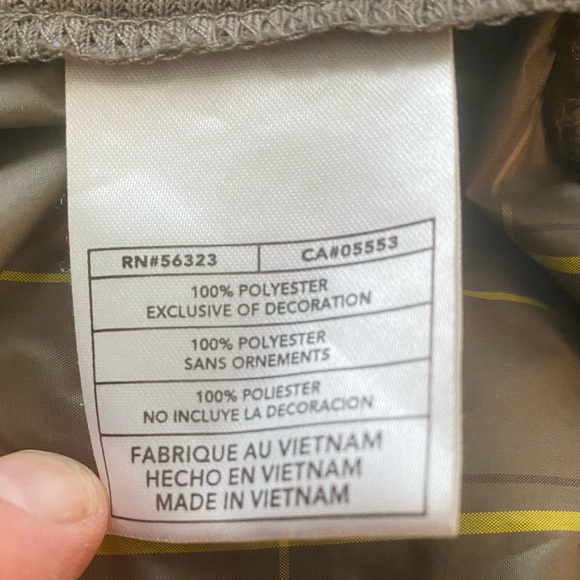 RN#56323 CA#05553
100% POLYESTER
EXCLUSIVE OF DECORATION
100% POLYESTER
SANS ORNEMENTS
100% POLIESTER
NO INCLUYE LA DECORACION
FABRIQUE AU VIETNAM
HECHO EN VIETNAM
MADE IN VIETNAM